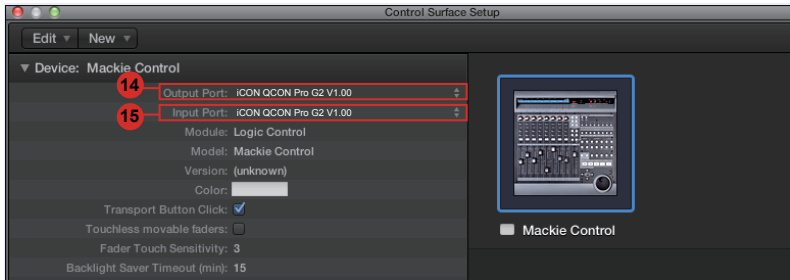 Control Surface Setup
Edit New
Device: Mackie Control
14
Output Port: iCON QCON Pro G2 V1.00
15
Input Port: iCON QCON Pro G2 V1.00
Module: Logic Control
Model: Mackie Control
Version: (unknown)
Color:
Transport Button Click:
Touchless movable faders:
Fader Touch Sensitivity: 3
Backlight Saver Timeout (min): 15
Mackie Control